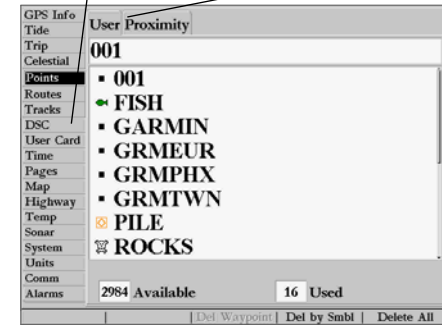 GPS Info
Tide
Trip
Celestial
Points
Routes
Tracks
DSC
User Card
Time
Pages
Map
Highway
Temp
Sonar
System
Units
Comm
Alarms
User Proximity
001
001
FISH
GARMIN
GRMEUR
GRMPHX
GRMTWN
PILE
ROCKS
2984 Available 16 Used
Del Waypoint Del by Smbl Delete All